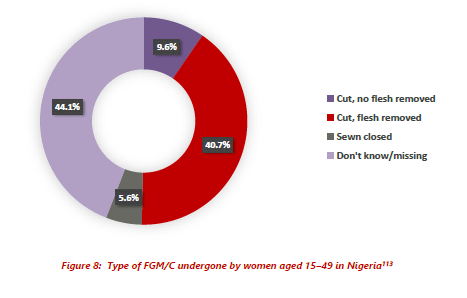 9.6%
44.1%
40.7%
5.6%
Cut, no flesh removed
Cut, flesh removed
Sewn closed
Don't know/missing
Figure 8: Type of FGM/C undergone by women aged 15–49 in Nigeria¹¹³